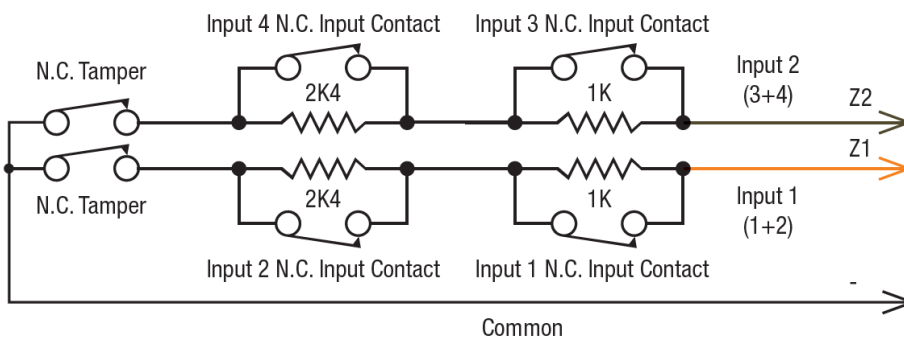 Input 4 N.C. Input Contact
Input 3 N.C. Input Contact
N.C. Tamper
2K4
1K
Input 2
(3+4)
Z2
Z1
N.C. Tamper
2K4
1K
Input 1
(1+2)
Input 2 N.C. Input Contact
Input 1 N.C. Input Contact
-
Common